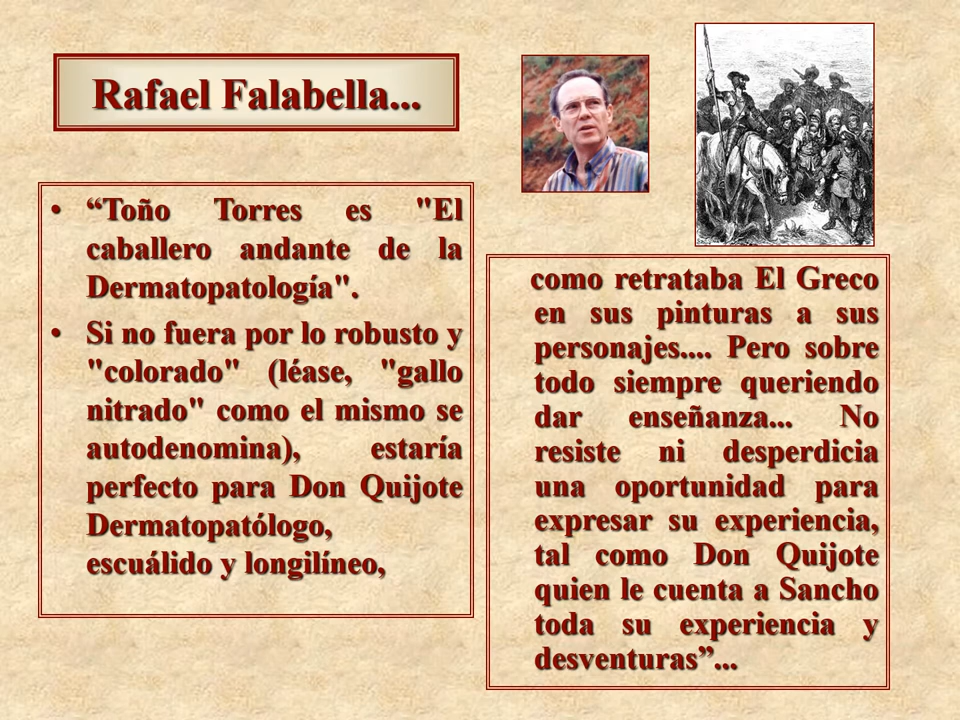 Rafael Falabella...
• “Toño Torres es "El
caballero andante de la
Dermatopatología".
• Si no fuera por lo robusto y
"colorado" (léase, "gallo
nitrado" como el mismo se
autodenomina), estaría
perfecto para Don Quijote
Dermatopatólogo,
escuálido y longilíneo,
como retrataba El Greco
en sus pinturas a sus
personajes.... Pero sobre
todo siempre queriendo
dar enseñanza... No
resiste ni desperdicia
una oportunidad para
expresar su experiencia,
tal como Don Quijote
quien le cuenta a Sancho
toda su experiencia y
desventuras”...